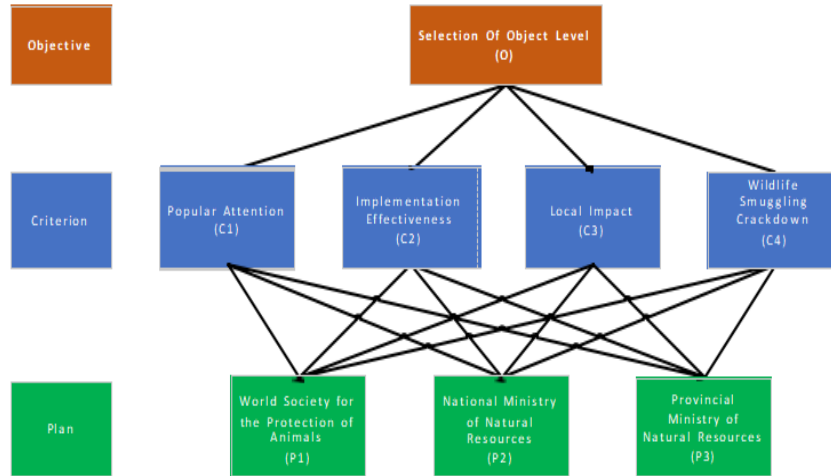 Objective
Selection Of Object Level
(O)
Criterion
Popular Attention
(C1)
Implementation
Effectiveness
(C2)
Local Impact
(C3)
Wildlife
Smuggling
Crackdown
(C4)
Plan
World Society for
the Protection of
Animals
(P1)
National Ministry
of Natural
Resources
(P2)
Provincial
Ministry of
Natural Resources
(P3)